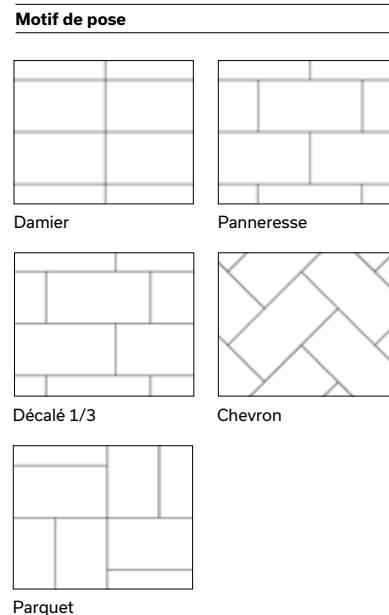 Motif de pose
Damier
Panneresse
Décalé 1/3
Chevron
Parquet